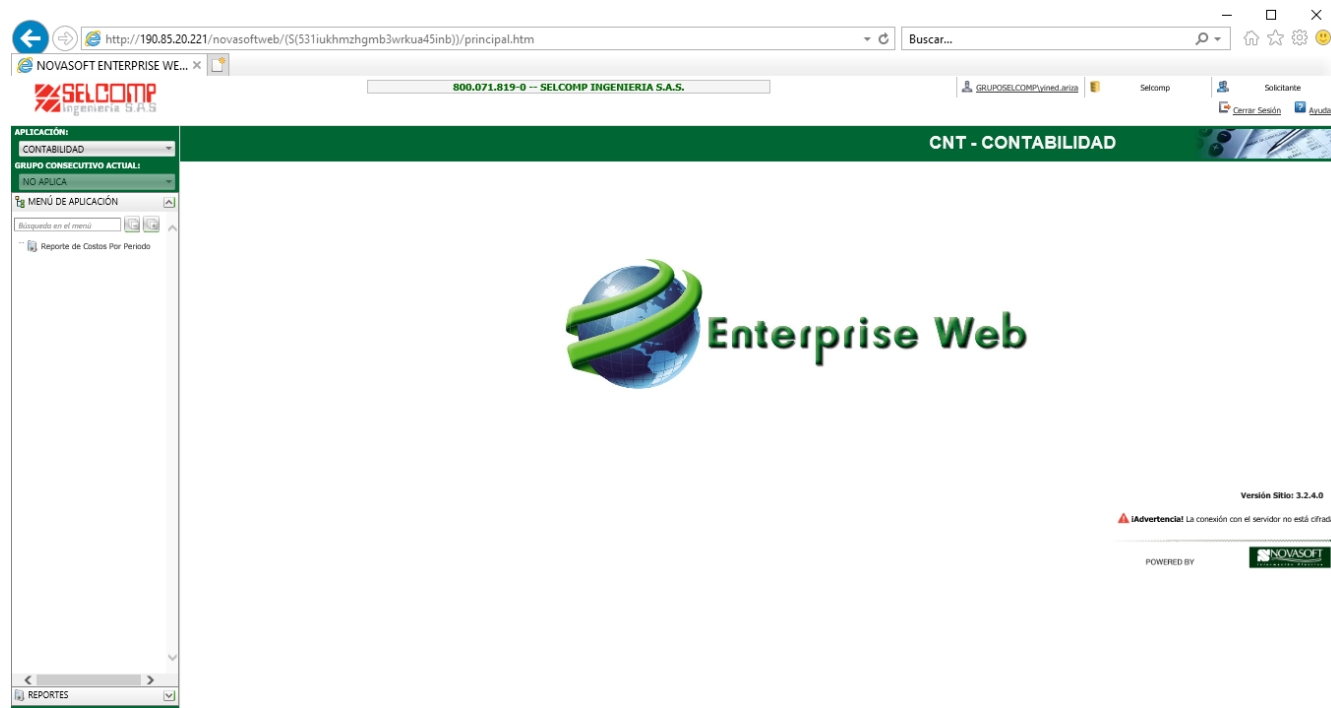 http://190.85.20.221/novasoftweb/(S(531iukhmzhgmb3wrkua45inb))/principal.htm
Buscar...
NOVASOFT ENTERPRISE WE...
SELCOMP
Ingeniería S.A.S
800.071.819-0 -- SELCOMP INGENIERIA S.A.S.
GRUPOSELCOMP\yined.ariza
Selcomp
Solicitante
Cerrar Sesión
Ayuda
APLICACIÓN:
CONTABILIDAD
CNT - CONTABILIDAD
GRUPO CONSECUTIVO ACTUAL:
NO APLICA
MENÚ DE APLICACIÓN
Búsqueda en el menú
Reporte de Costos Por Periodo
Enterprise Web
Versión Sitio: 3.2.4.0
¡Advertencia! La conexión con el servidor no está cifrada
POWERED BY
NOVASOFT
REPORTES